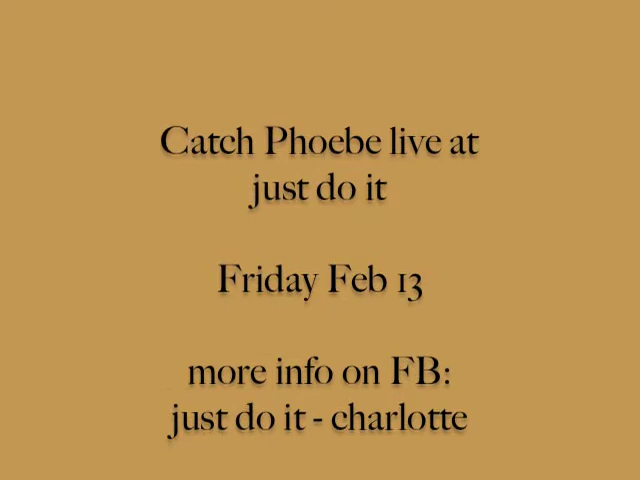 Catch Phoebe live at
just do it
Friday Feb 13
more info on FB:
just do it - charlotte